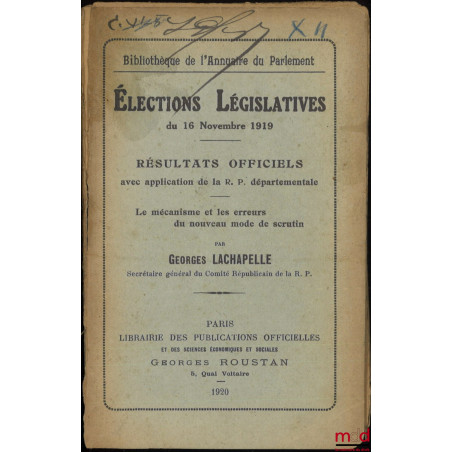 X 11
Bibliothèque de l'Annuaire du Parlement
ÉLECTIONS LÉGISLATIVES
du 16 Novembre 1919
RÉSULTATS OFFICIELS
avec application de la R. P. départementale
Le mécanisme et les erreurs
du nouveau mode de scrutin
PAR
GEORGES LACHAPELLE
Secrétaire général du Comité Républicain de la R. P.
PARIS
LIBRAIRIE DES PUBLICATIONS OFFICIELLES
ET DES SCIENCES ÉCONOMIQUES ET SOCIALES
GEORGES ROUSTAN
5, Quai Voltaire
1920